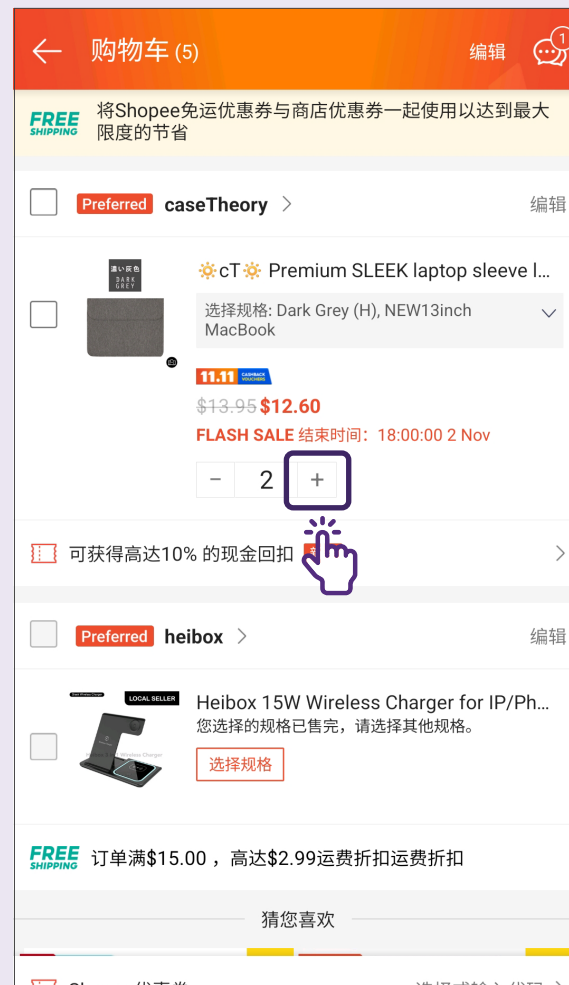 购物车 (5)
编辑
1
FREE SHIPPING
将Shopee免运优惠券与商店优惠券一起使用以达到最大
限度的节省
Preferred caseTheory
编辑
濃い灰色
DARK
GREY
cT Premium SLEEK laptop sleeve l...
选择规格: Dark Grey (H), NEW13inch
MacBook
11.11 CASHBACK VOUCHERS
$13.95 $12.60
FLASH SALE 结束时间：18:00:00 2 Nov
- 2 +
可获得高达10% 的现金回扣
Preferred heibox
编辑
LOCAL SELLER
Heibox 15W Wireless Charger for IP/Ph...
您选择的规格已售完，请选择其他规格。
选择规格
FREE SHIPPING
订单满$15.00 ，高达$2.99运费折扣运费折扣
猜您喜欢